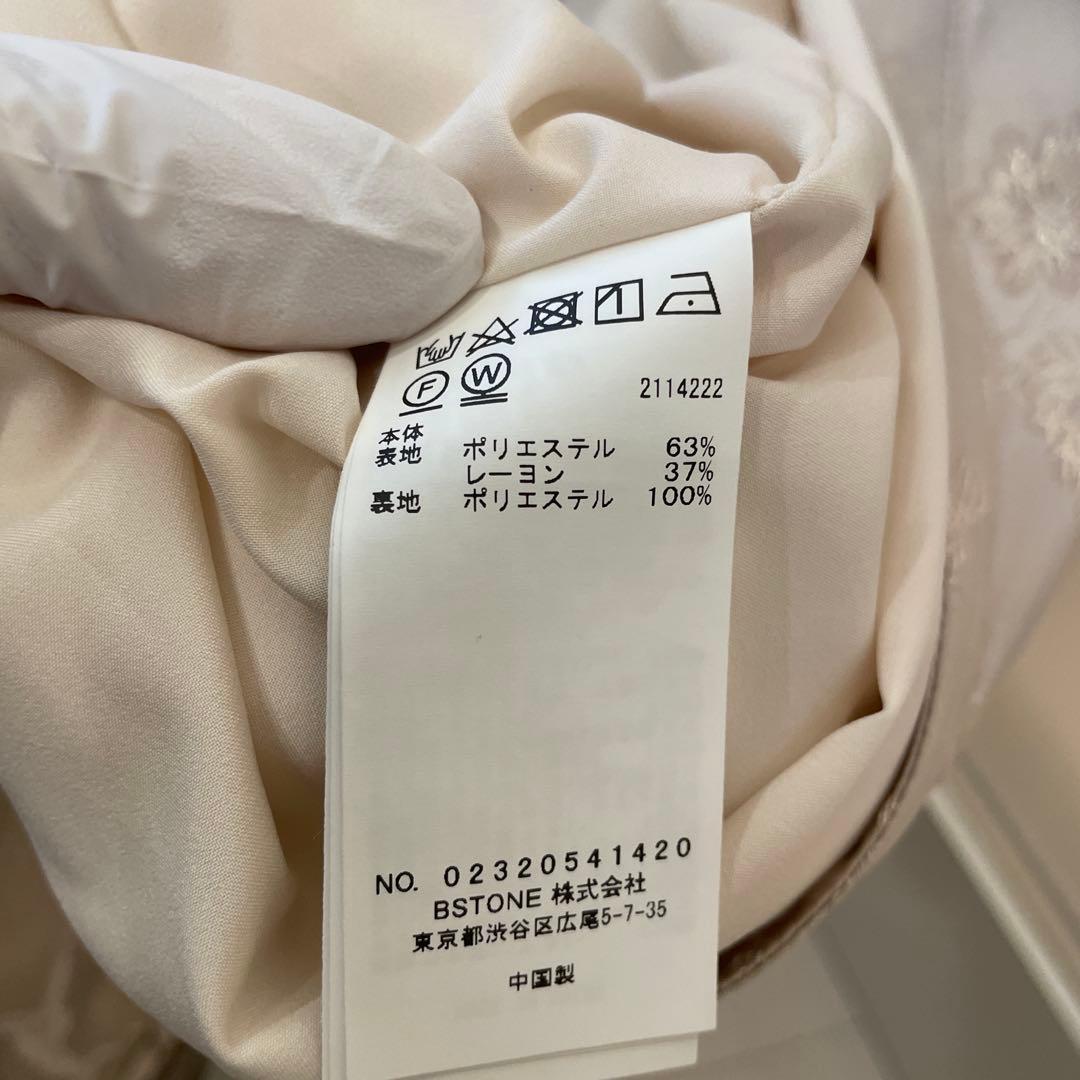 F W
2114222
本体
表地 ポリエステル 63%
レーヨン 37%
裏地 ポリエステル 100%
NO. 02320541420
BSTONE 株式会社
東京都渋谷区広尾5-7-35
中国製